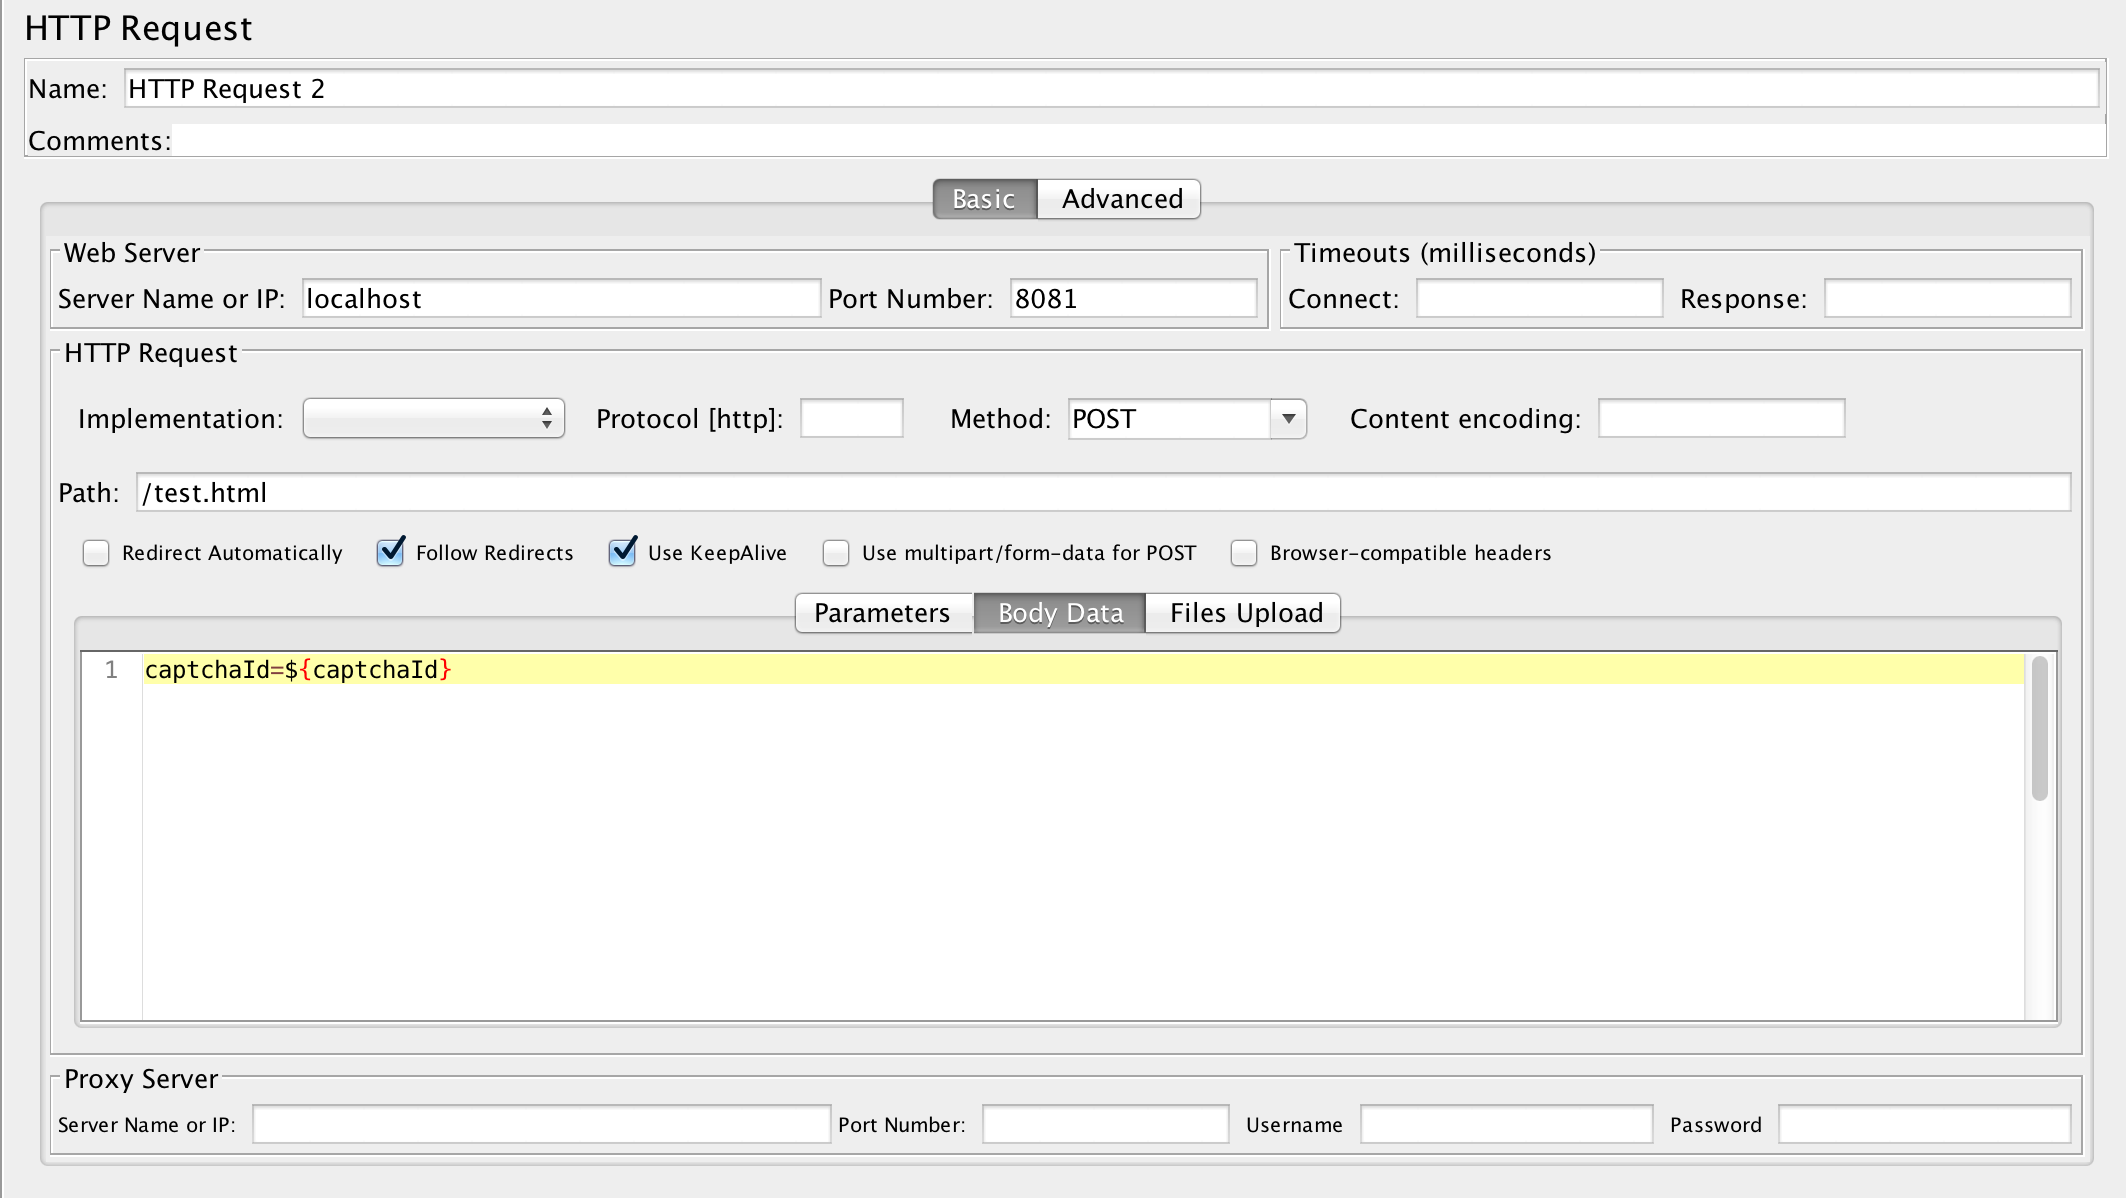 HTTP Request
Name: HTTP Request 2
Comments:
Basic Advanced
Web Server Timeouts (milliseconds)
Server Name or IP: localhost Port Number: 8081 Connect: Response:
HTTP Request
Implementation: Protocol [http]: Method: POST Content encoding:
Path: /test.html
Redirect Automatically Follow Redirects Use KeepAlive Use multipart/form-data for POST Browser-compatible headers
Parameters Body Data Files Upload
1 captchaId=${captchaId}
Proxy Server
Server Name or IP: Port Number: Username Password